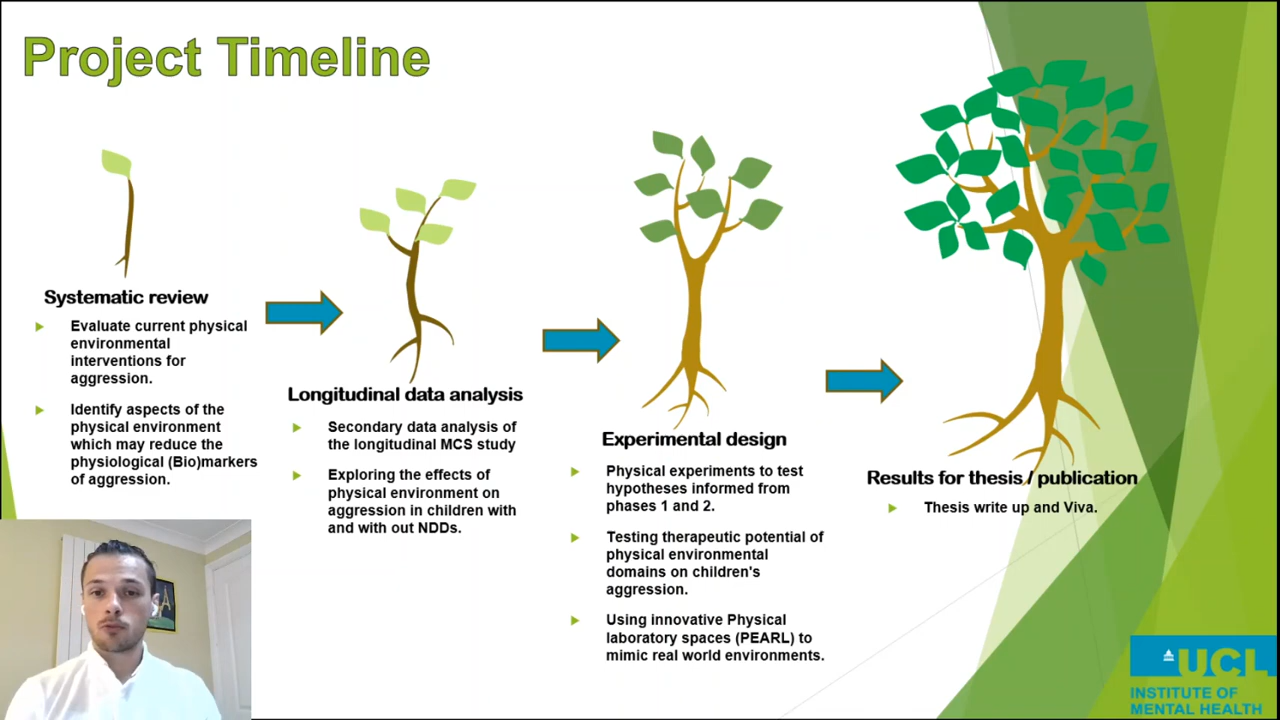 Project Timeline
Systematic review
Evaluate current physical
environmental
interventions for
aggression.
Identify aspects of the
physical environment
which may reduce the
physiological (Bio)markers
of aggression.
Longitudinal data analysis
Secondary data analysis of
the longitudinal MCS study
Exploring the effects of
physical environment on
aggression in children with
and with out NDDs.
Experimental design
Physical experiments to test
hypotheses informed from
phases 1 and 2.
Testing therapeutic potential of
physical environmental
domains on children's
aggression.
Using innovative Physical
laboratory spaces (PEARL) to
mimic real world environments.
Results for thesis / publication
Thesis write up and Viva.
UCL
INSTITUTE OF
MENTAL HEALTH